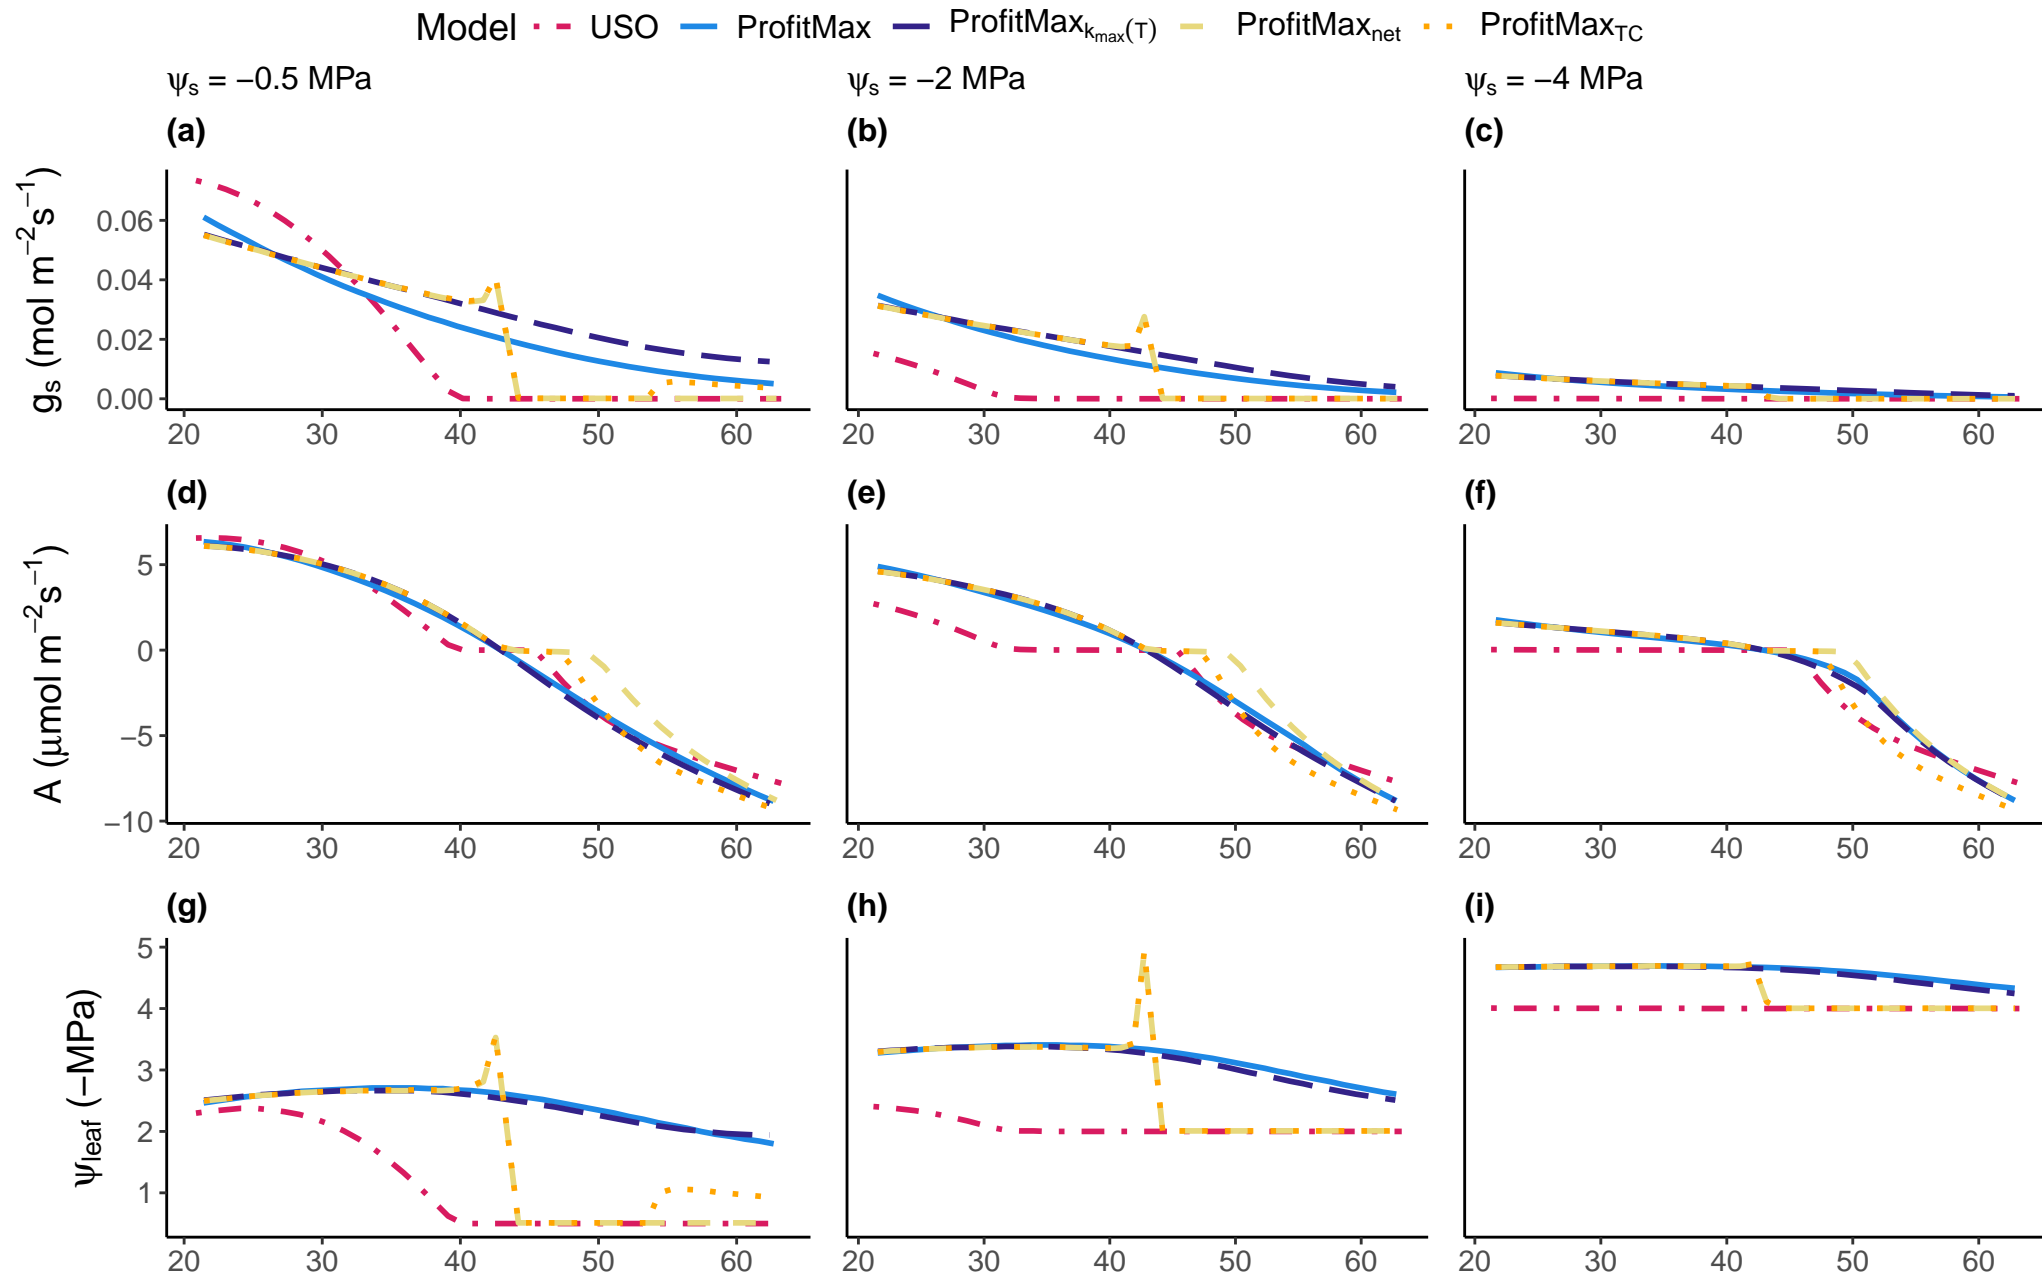 Model USO ProfitMax ProfitMax_kmax(T) ProfitMax_net ProfitMax_TC
ψs = −0.5 MPa ψs = −2 MPa ψs = −4 MPa
(a) (b) (c)
gs (mol m⁻²s⁻¹)
0.06
0.04
0.02
0.00
20 30 40 50 60 20 30 40 50 60 20 30 40 50 60
(d) (e) (f)
A (μmol m⁻²s⁻¹)
5
0
−5
−10
20 30 40 50 60 20 30 40 50 60 20 30 40 50 60
(g) (h) (i)
ψleaf (−MPa)
5
4
3
2
1
20 30 40 50 60 20 30 40 50 60 20 30 40 50 60